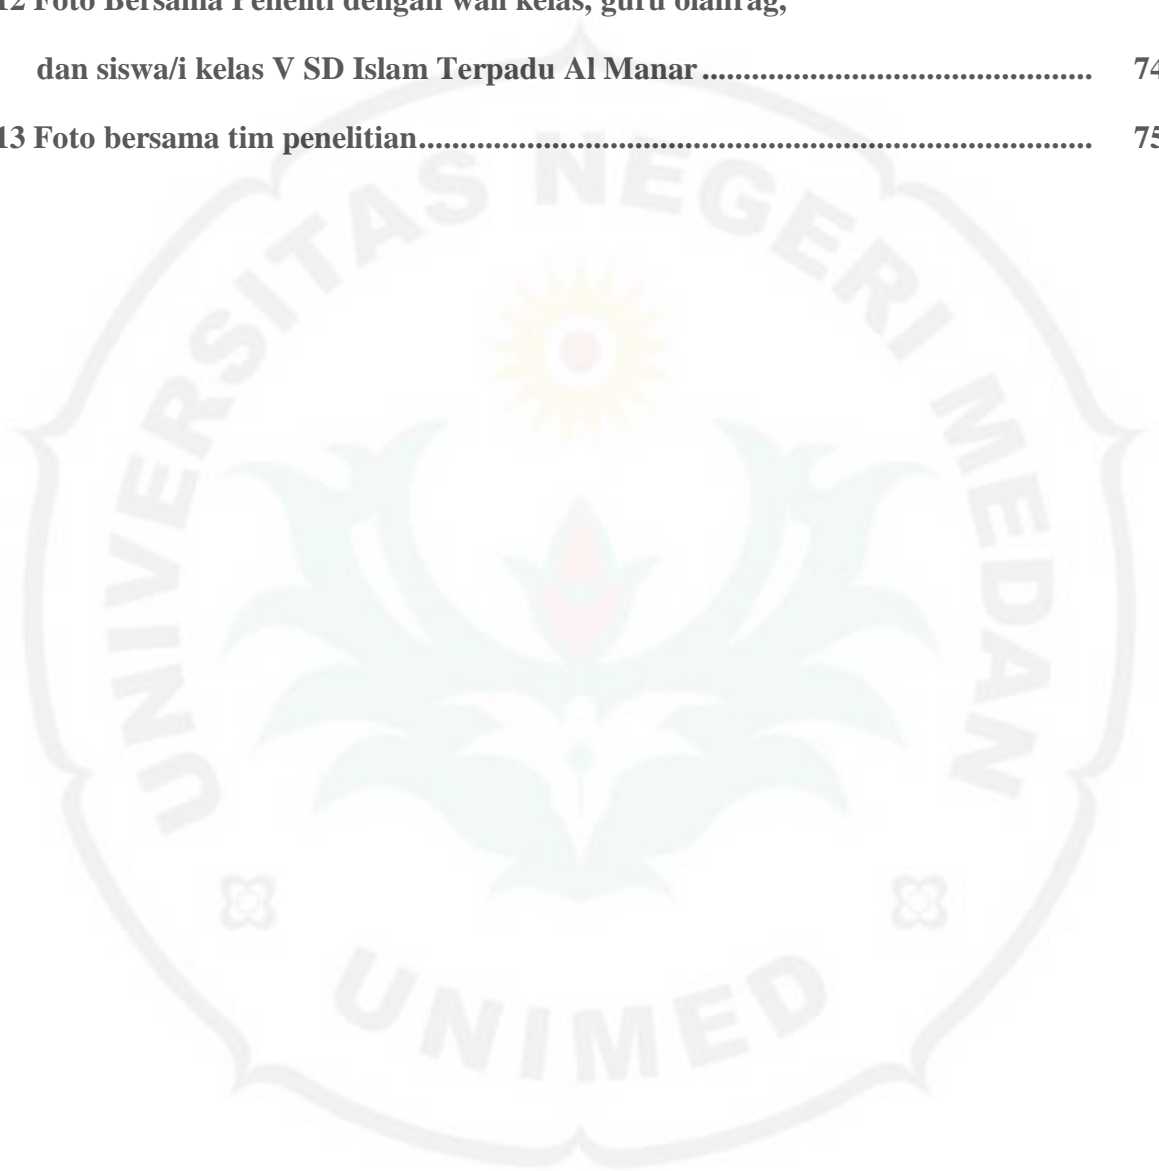 12 Foto Bersama Peneliti dengan wali kelas, guru olahrag,
dan siswa/i kelas V SD Islam Terpadu Al Manar ............................................... 74
13 Foto bersama tim penelitian ................................................................................. 75
UNIVERSITAS NEGERI MEDAN
UNIMED